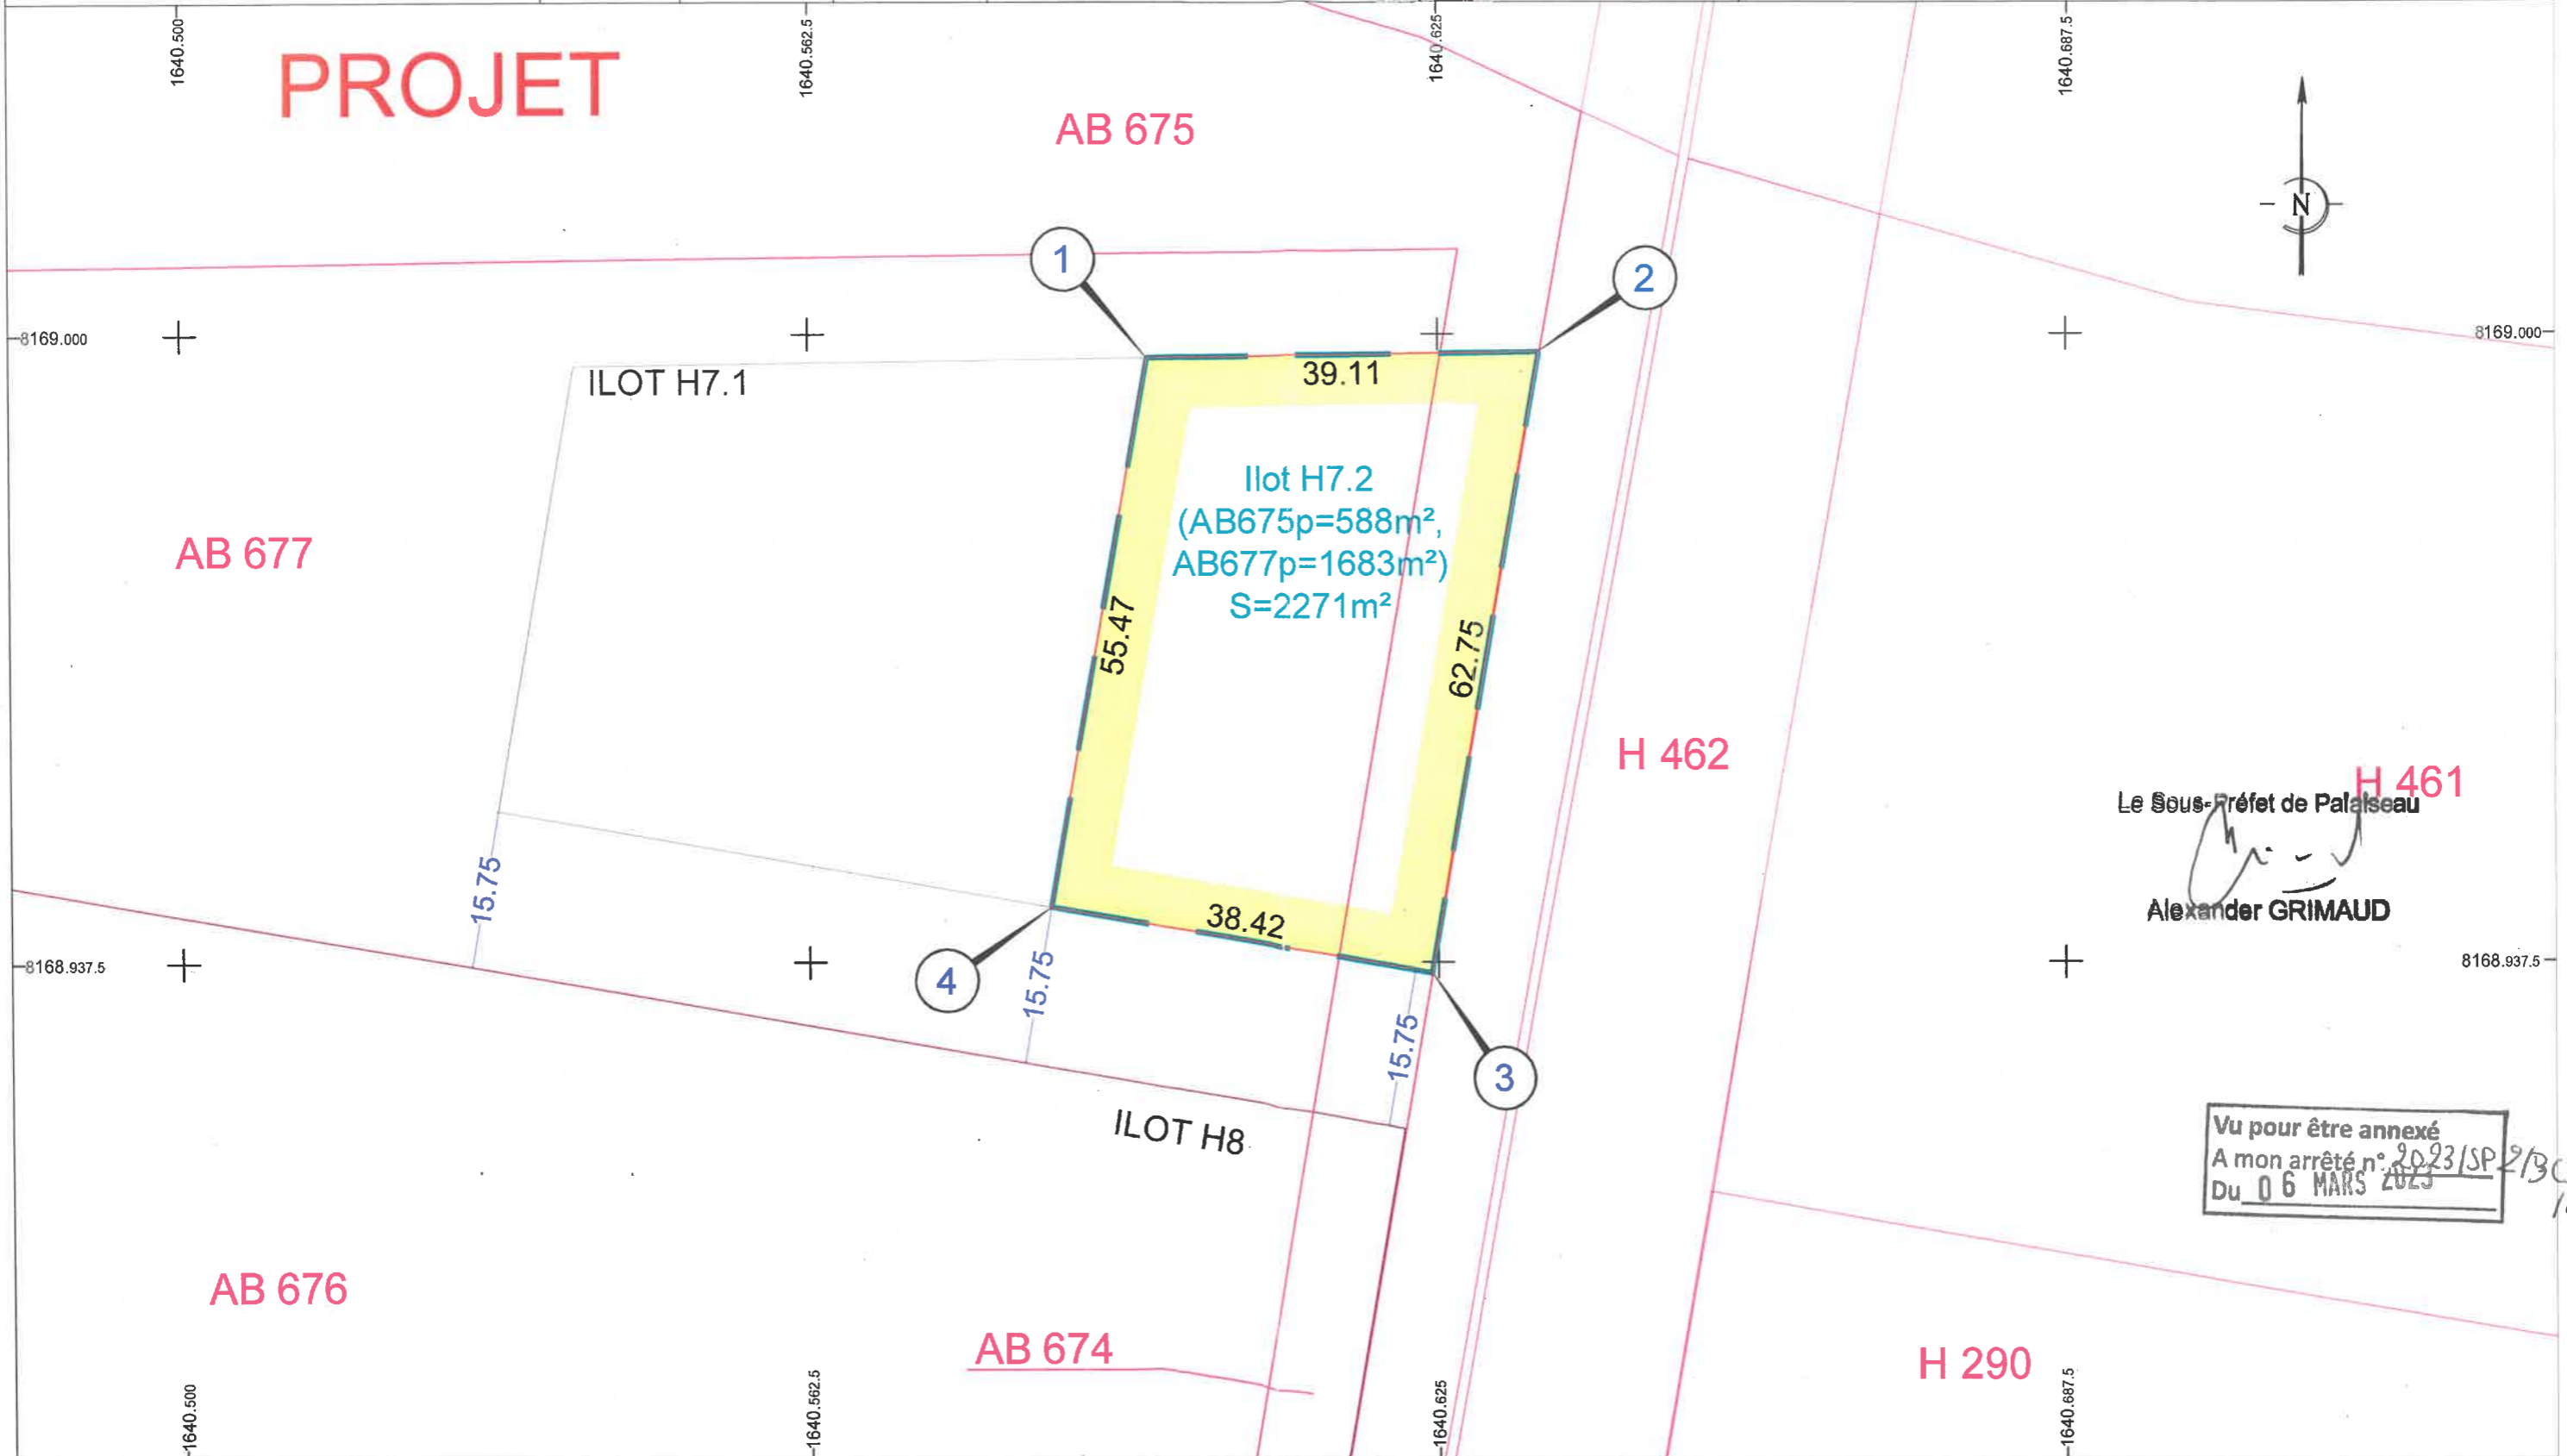 1640.500
1640.562.5
1640.625
1640.687.5
PROJET
AB 675
N
1
2
8169.000
8169.000
ILOT H7.1
39.11
Ilot H7.2
(AB675p=588m²,
AB677p=1683m²)
S=2271m²
AB 677
55.47
62.75
H 462
H 461
Le Sous-Préfet de Palaiseau
Alexander GRIMAUD
15.75
38.42
8168.937.5
8168.937.5
4
15.75
15.75
3
ILOT H8
Vu pour être annexé
A mon arrêté n° 2023/SP2/
Du 06 MARS 2023
AB 676
AB 674
H 290
1640.500
1640.562.5
1640.625
1640.687.5